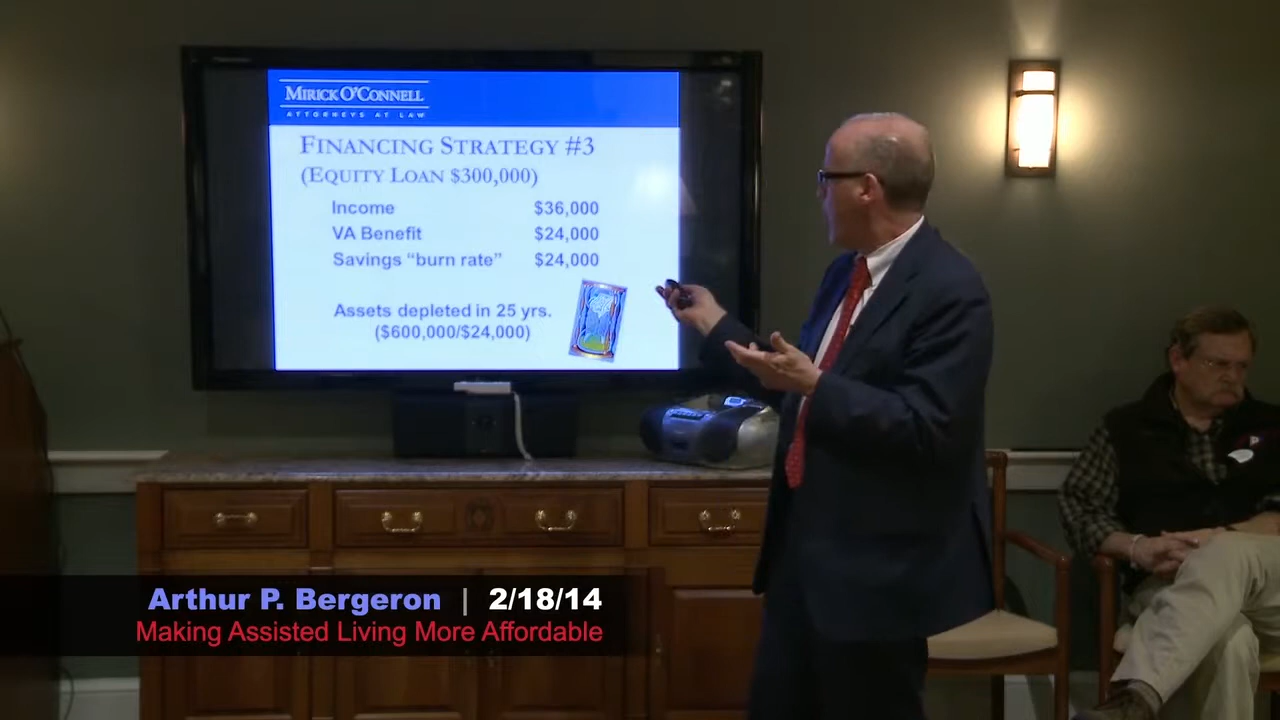 MIRICK O'CONNELL
ATTORNEYS AT LAW
FINANCING STRATEGY #3
(EQUITY LOAN $300,000)
Income $36,000
VA Benefit $24,000
Savings “burn rate” $24,000
Assets depleted in 25 yrs.
($600,000/$24,000)
Arthur P. Bergeron | 2/18/14
Making Assisted Living More Affordable